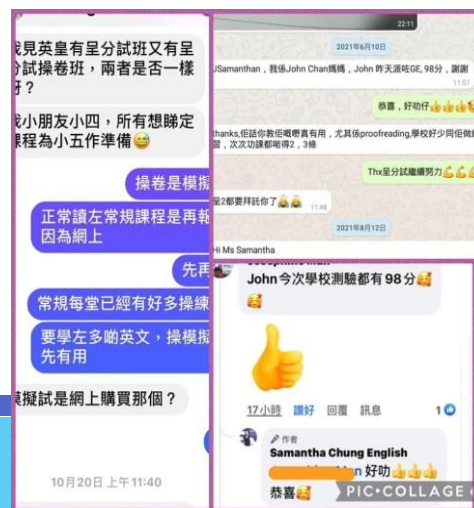 我見英皇有呈分試班又有呈
分試操卷班，兩者是否一樣
呀？
我小朋友小四，所有想睇定
課程為小五作準備😅
操卷是模擬
正常讀左常規課程是再報
因為網上
先再
常規每堂已經有好多操練
要學左多啲英文，操模擬
先有用
模擬試是網上購買那個？
10月20日 上午11:40
22:11
2021年6月10日
Samanthan，我係John Chan媽媽，John 昨天派咗GE, 98分，謝謝
11:07
恭喜，好叻仔👍👍👍
thanks,佢話你教佢嘅嘢真有用，尤其係proofreading,學校好少同佢做
習，次次功課都啱得2，3條
Thx呈分試繼續努力💪💪💪
呈2都要拜託你了🙇🙇
11:48
2021年8月12日
Hi Ms Samantha
John今次學校測驗都有98分🥰
🥰
👍
17小時 讚好 回覆 訊息
1
作者
Samantha Chung English
好叻👍👍👍
恭喜🥰
PIC•COLLAGE